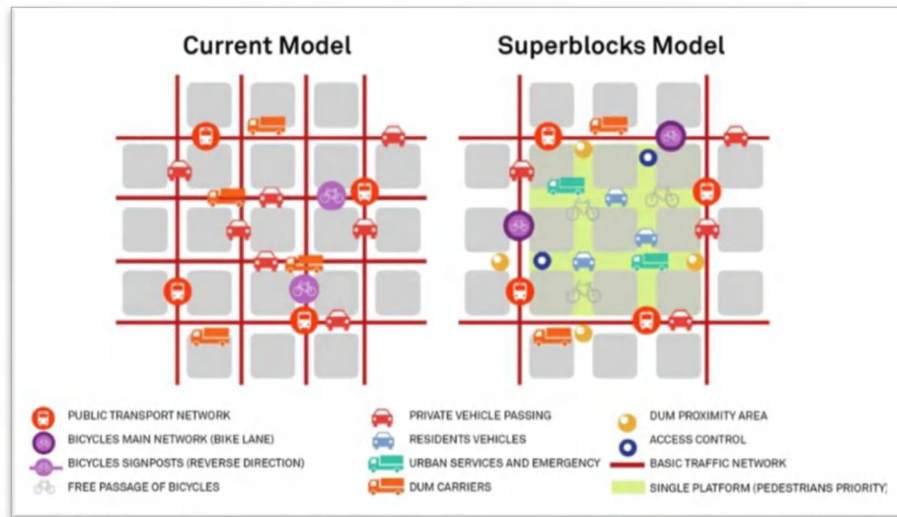 Current Model
Superblocks Model
PUBLIC TRANSPORT NETWORK
BICYCLES MAIN NETWORK (BIKE LANE)
BICYCLES SIGNPOSTS (REVERSE DIRECTION)
FREE PASSAGE OF BICYCLES
PRIVATE VEHICLE PASSING
RESIDENTS VEHICLES
URBAN SERVICES AND EMERGENCY
DUM CARRIERS
DUM PROXIMITY AREA
ACCESS CONTROL
BASIC TRAFFIC NETWORK
SINGLE PLATFORM (PEDESTRIANS PRIORITY)